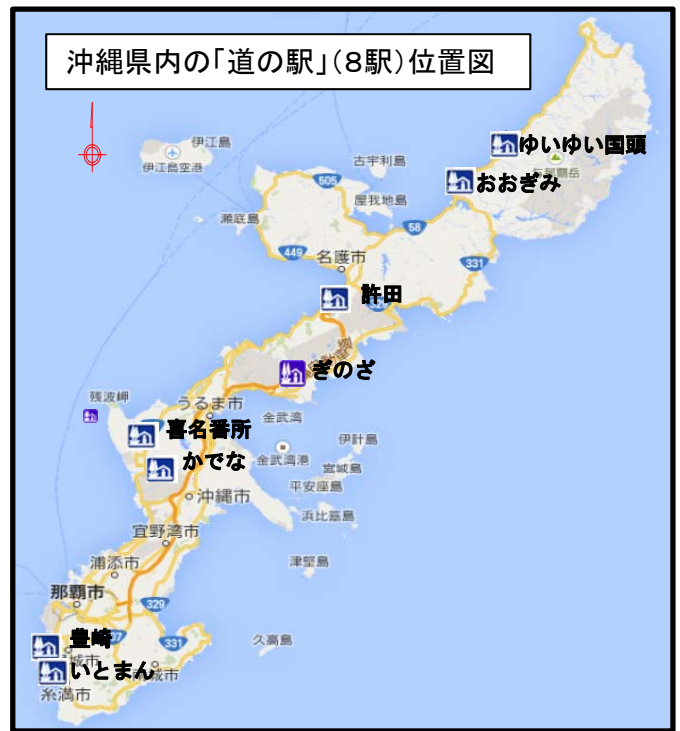 沖縄県内の「道の駅」(8駅)位置図
伊江島
伊江島空港
古宇利島
ゆいゆい国頭
おおぎみ
505
屋我地島
瀬底島
58
449
名護市
331
許田
ぎのざ
残波岬
うるま市
金武湾
喜名番所
伊計島
かでな
金武湾港
宮城島
沖縄市
平安座島
浜比嘉島
宜野湾市
浦添市
津堅島
那覇市
329
豊崎
331
久高島
いとまん
糸満市